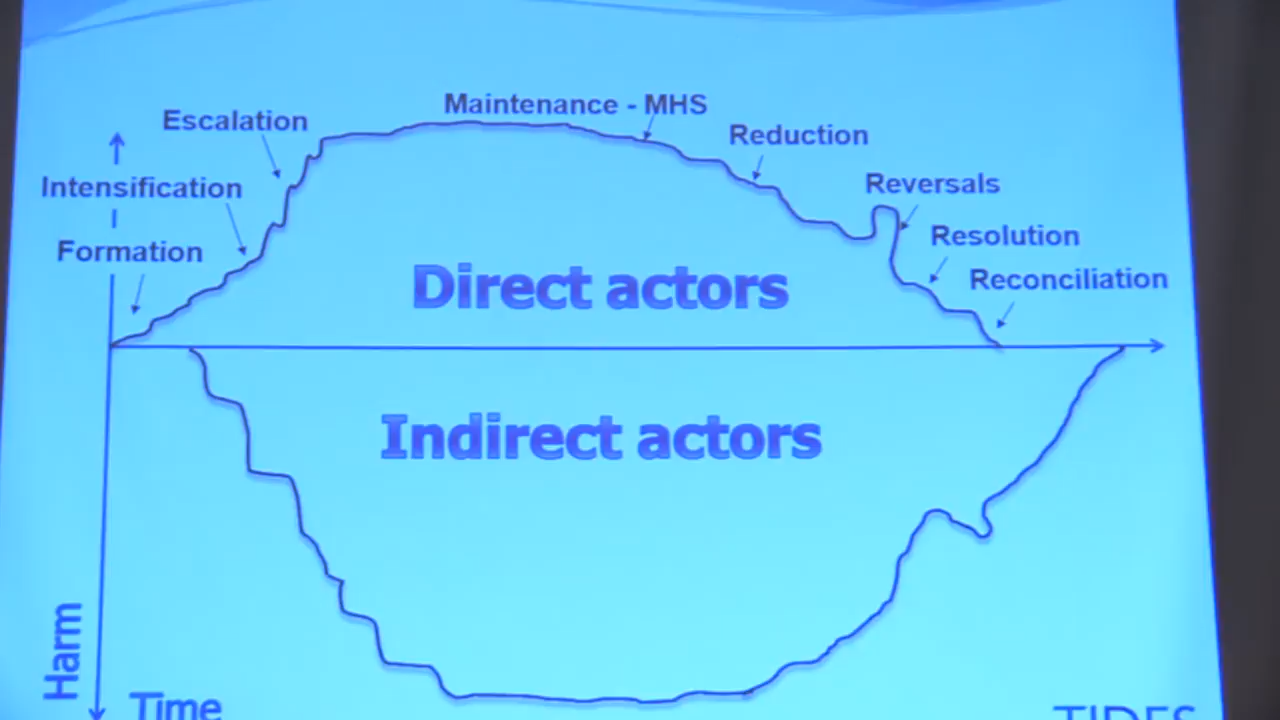 Maintenance - MHS
Escalation
Reduction
Intensification
Reversals
Formation
Resolution
Reconciliation
Direct actors
Indirect actors
Harm
Time
TIDES